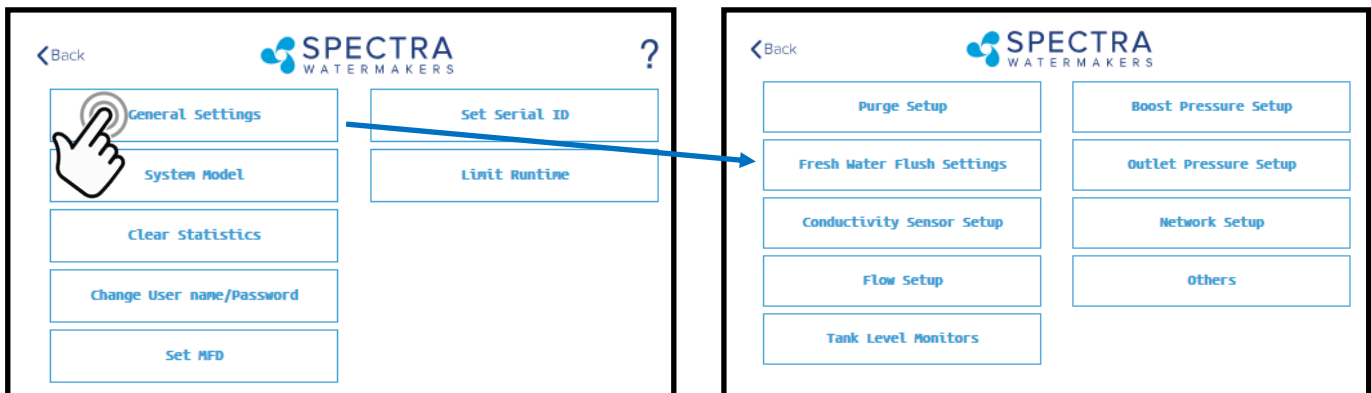 Back
SPECTRA
WATERMAKERS
?
General Settings
Set Serial ID
System Model
Limit Runtime
Clear Statistics
Change User name/Password
Set MFD
Back
SPECTRA
WATERMAKERS
Purge Setup
Boost Pressure Setup
Fresh Water Flush Settings
Outlet Pressure Setup
Conductivity Sensor Setup
Network Setup
Flow Setup
Others
Tank Level Monitors